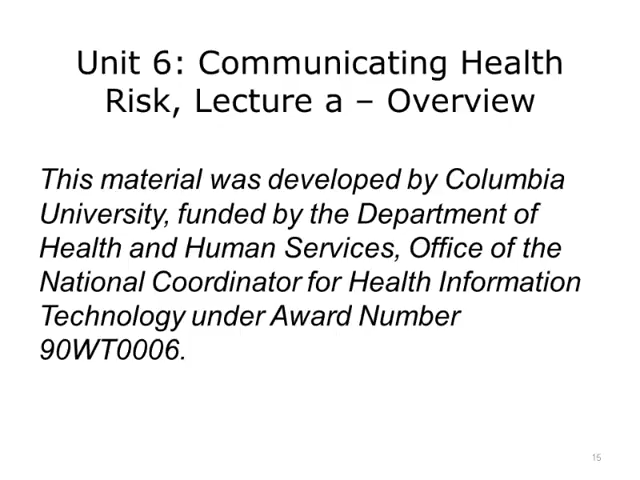 Unit 6: Communicating Health
Risk, Lecture a – Overview
This material was developed by Columbia
University, funded by the Department of
Health and Human Services, Office of the
National Coordinator for Health Information
Technology under Award Number
90WT0006.
15